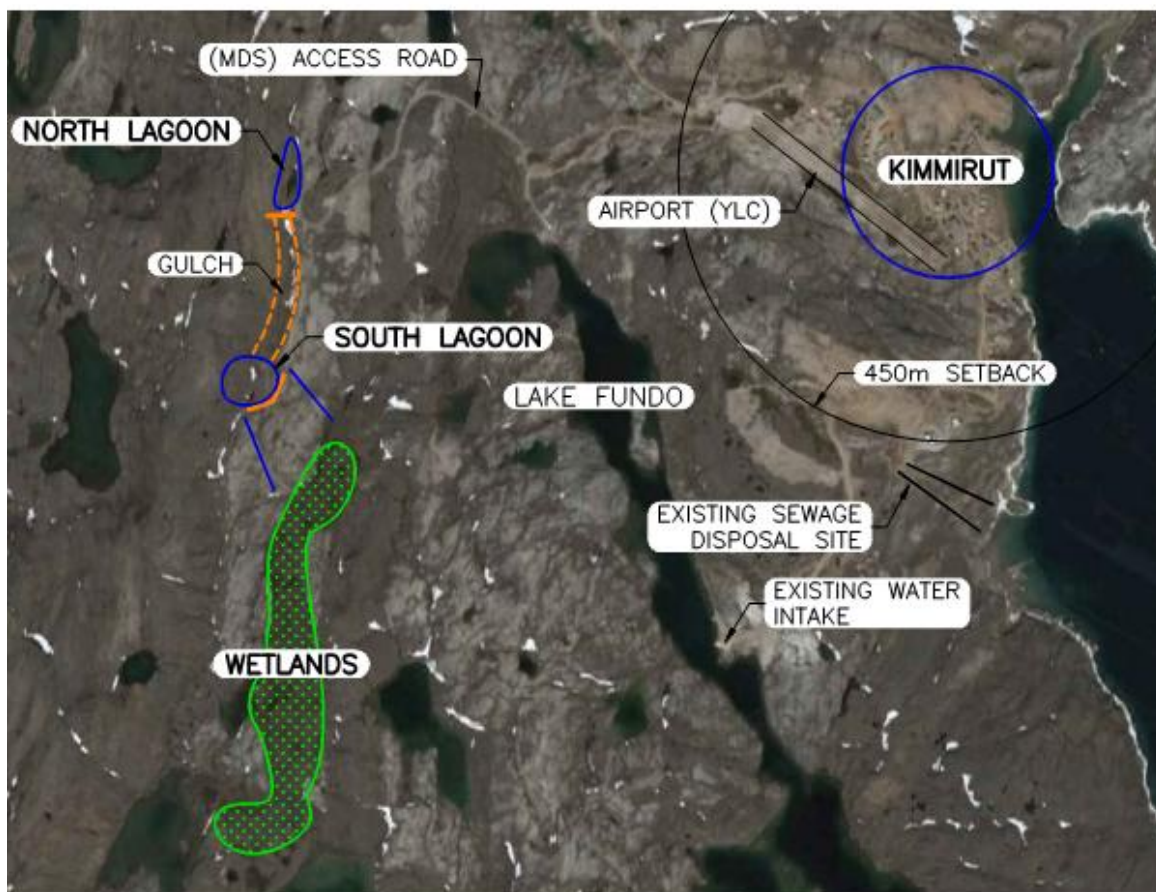 (MDS) ACCESS ROAD
NORTH LAGOON
KIMMIRUT
AIRPORT (YLC)
GULCH
SOUTH LAGOON
450m SETBACK
LAKE FUNDO
EXISTING SEWAGE
DISPOSAL SITE
EXISTING WATER
INTAKE
WETLANDS